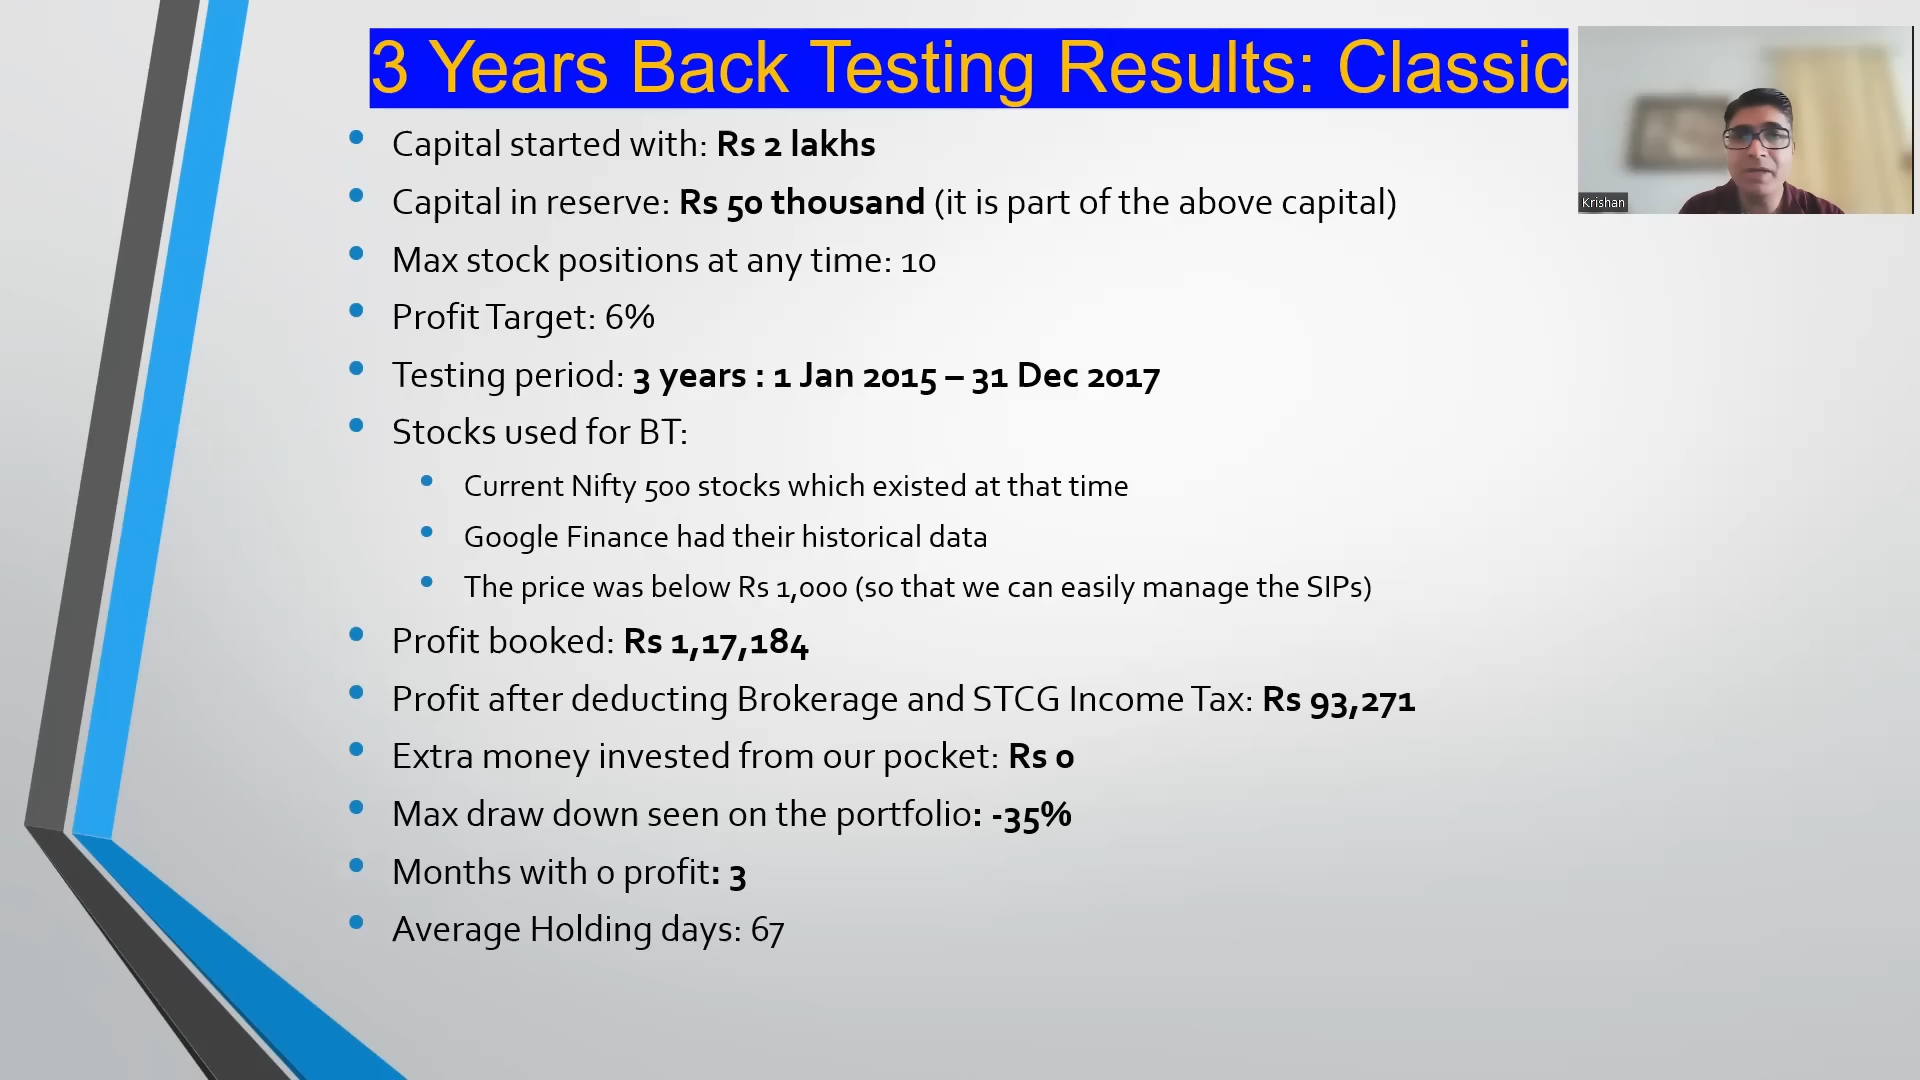 3 Years Back Testing Results: Classic
Capital started with: Rs 2 lakhs
Capital in reserve: Rs 50 thousand (it is part of the above capital)
Krishan
Max stock positions at any time: 10
Profit Target: 6%
Testing period: 3 years : 1 Jan 2015 – 31 Dec 2017
Stocks used for BT:
Current Nifty 500 stocks which existed at that time
Google Finance had their historical data
The price was below Rs 1,000 (so that we can easily manage the SIPs)
Profit booked: Rs 1,17,184
Profit after deducting Brokerage and STCG Income Tax: Rs 93,271
Extra money invested from our pocket: Rs 0
Max draw down seen on the portfolio: -35%
Months with 0 profit: 3
Average Holding days: 67